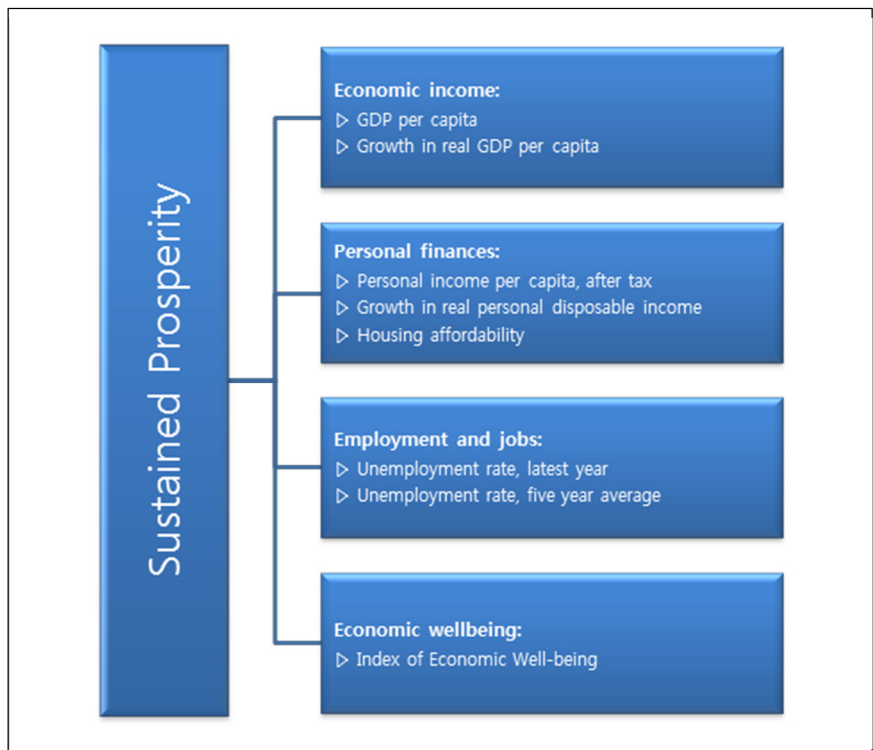 Sustained Prosperity
Economic income:
▷ GDP per capita
▷ Growth in real GDP per capita
Personal finances:
▷ Personal income per capita, after tax
▷ Growth in real personal disposable income
▷ Housing affordability
Employment and jobs:
▷ Unemployment rate, latest year
▷ Unemployment rate, five year average
Economic wellbeing:
▷ Index of Economic Well-being